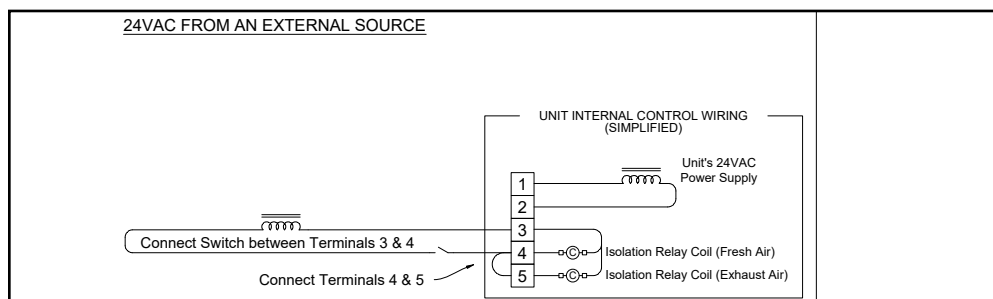 24VAC FROM AN EXTERNAL SOURCE
UNIT INTERNAL CONTROL WIRING
(SIMPLIFIED)
Unit's 24VAC
Power Supply
1
2
3
Connect Switch between Terminals 3 & 4
4
C
Isolation Relay Coil (Fresh Air)
Connect Terminals 4 & 5
5
C
Isolation Relay Coil (Exhaust Air)